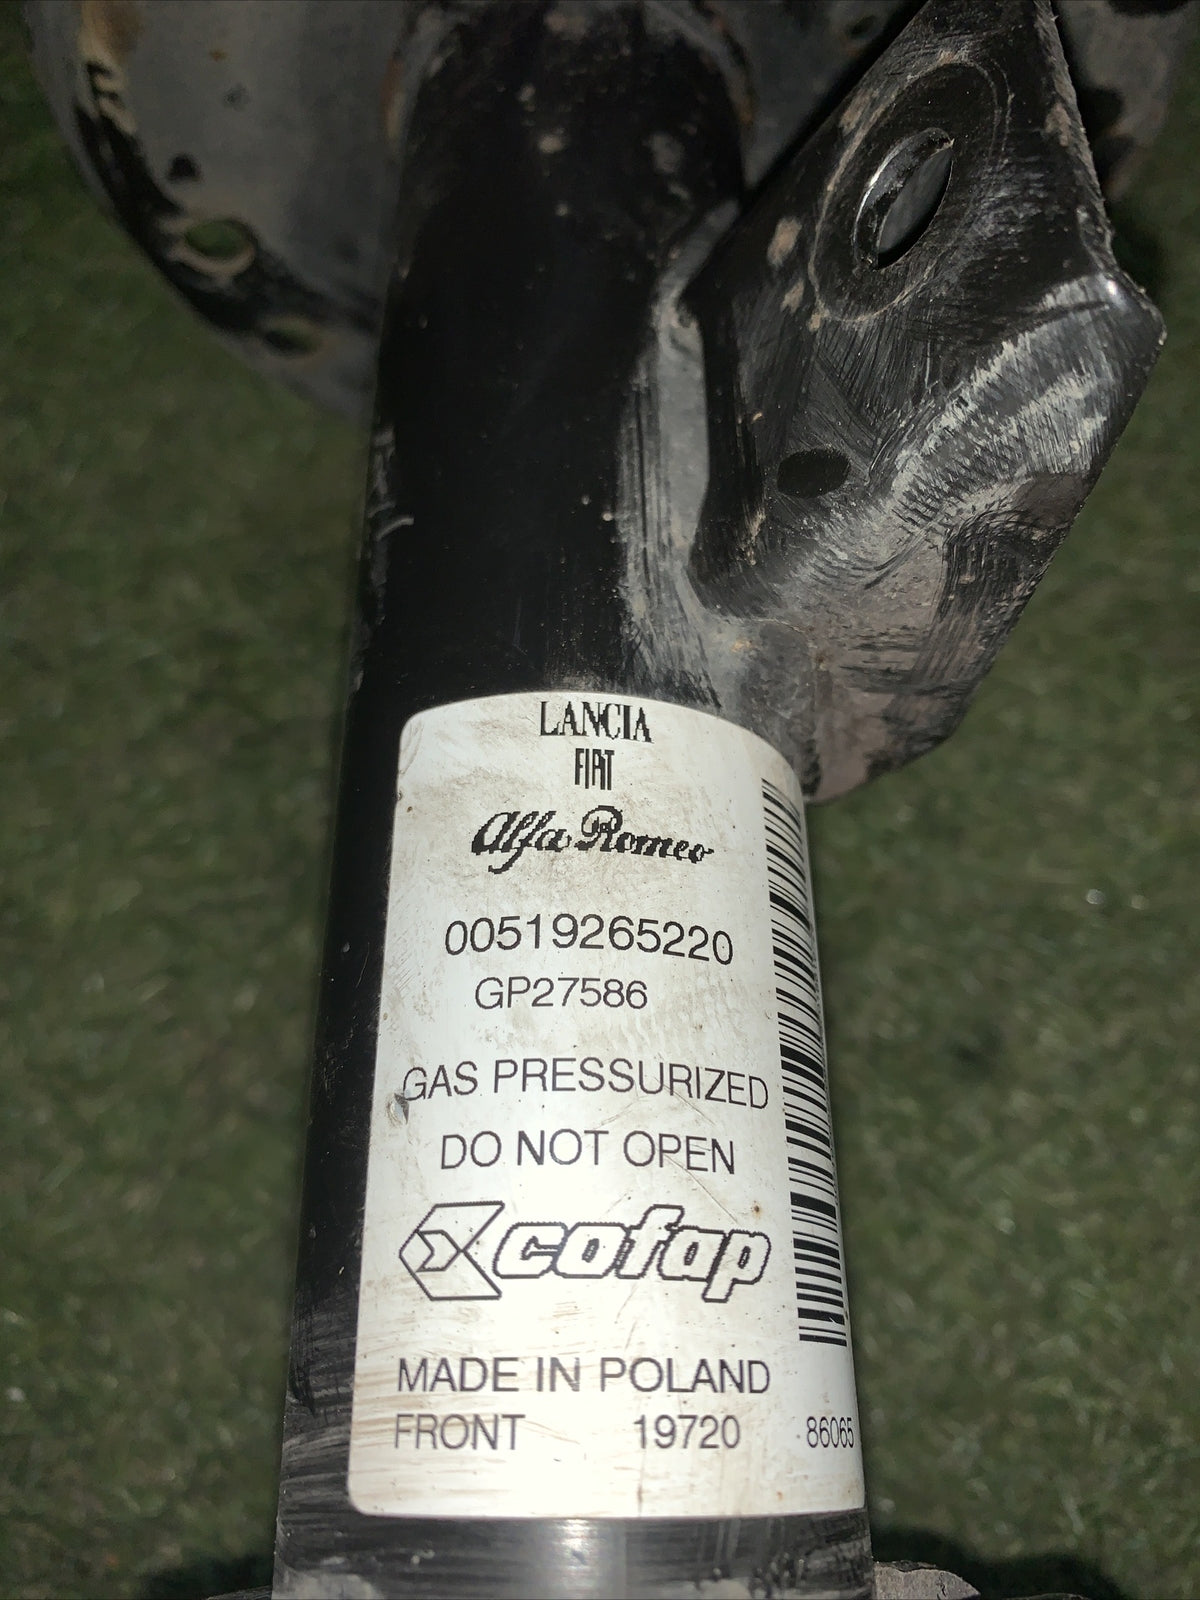 LANCIA
FIAT
Alfa Romeo
00519265220
GP27586
GAS PRESSURIZED
DO NOT OPEN
cofap
MADE IN POLAND
FRONT 19720 86065